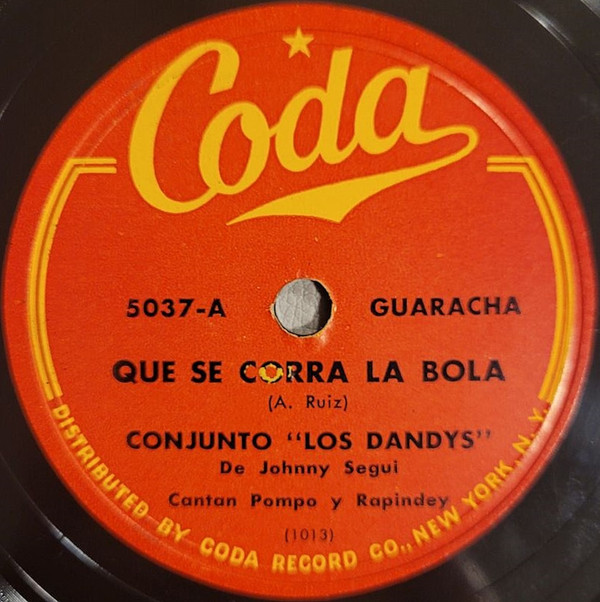 Coda
5037-A GUARACHA
QUE SE CORRA LA BOLA
(A. Ruiz)
CONJUNTO "LOS DANDYS"
De Johnny Segui
Cantan Pompo y Rapindey
(1013)
DISTRIBUTED BY CODA RECORD CO., NEW YORK, N.Y.